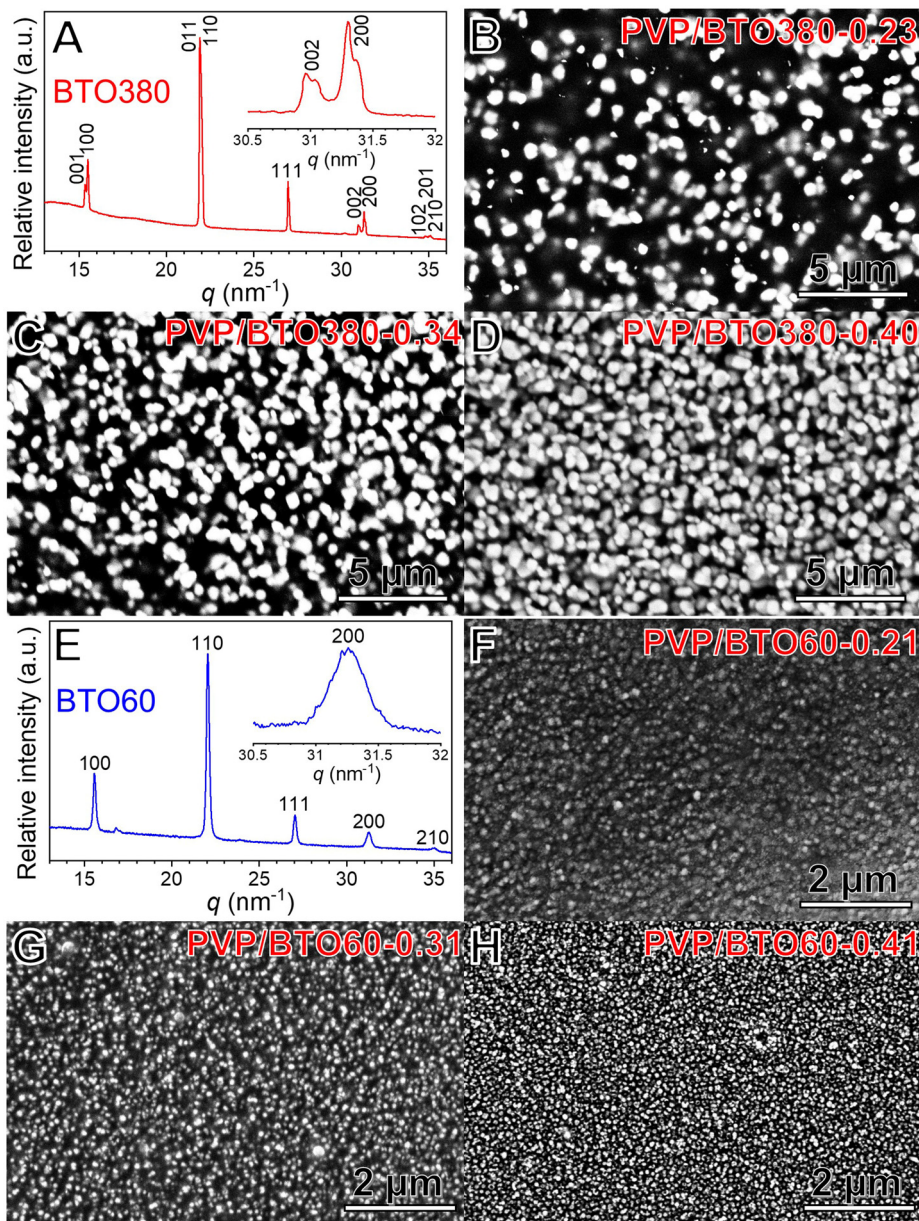 A
BTO380
Relative intensity (a.u.)
001
100
011
110
111
002
200
102
201
210
15 20 25 30 35
q (nm⁻¹)
002
200
30.5 31 31.5 32
q (nm⁻¹)
B
PVP/BTO380-0.23
5 µm
C
PVP/BTO380-0.34
5 µm
D
PVP/BTO380-0.40
5 µm
E
BTO60
Relative intensity (a.u.)
100
110
111
200
210
15 20 25 30 35
q (nm⁻¹)
200
30.5 31 31.5 32
q (nm⁻¹)
F
PVP/BTO60-0.21
2 µm
G
PVP/BTO60-0.31
2 µm
H
PVP/BTO60-0.41
2 µm